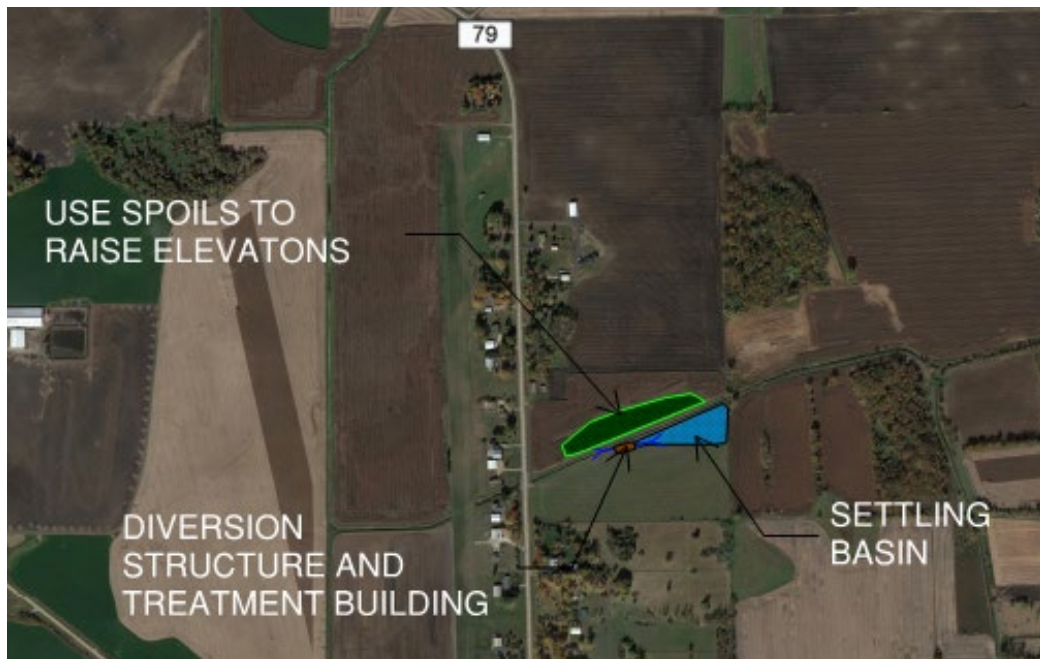 79
USE SPOILS TO
RAISE ELEVATONS
DIVERSION
STRUCTURE AND
TREATMENT BUILDING
SETTLING
BASIN